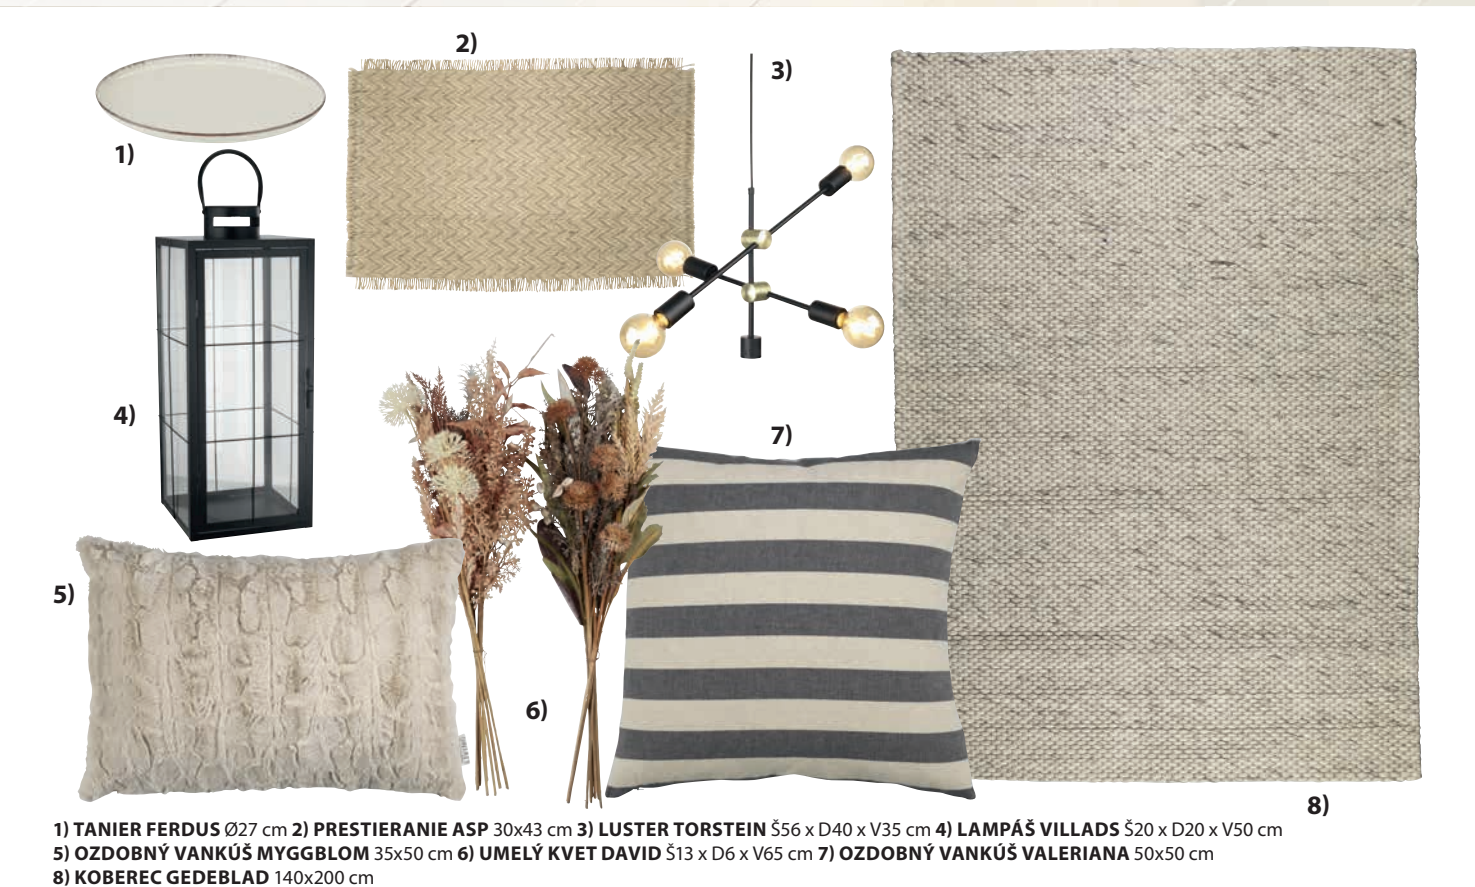 2)
3)
1)
4)
7)
5)
6)
8)
1) TANIER FERDUS Ø27 cm 2) PRESTIERANIE ASP 30x43 cm 3) LUSTER TORSTEIN Š56 x D40 x V35 cm 4) LAMPÁŠ VILLADS Š20 x D20 x V50 cm
5) OZDOBNÝ VANKÚŠ MYGGBLOM 35x50 cm 6) UMELÝ KVET DAVID Š13 x D6 x V65 cm 7) OZDOBNÝ VANKÚŠ VALERIANA 50x50 cm
8) KOBEREC GEDEBLAD 140x200 cm